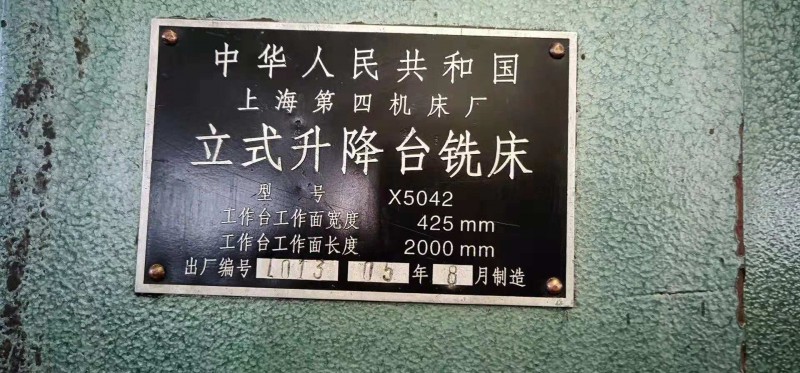 中华人民共和国
上海第四机床厂
立式升降台铣床
型 号 X5042
工作台工作面宽度 425 mm
工作台工作面长度 2000 mm
出厂编号 L013 05 年 8 月制造